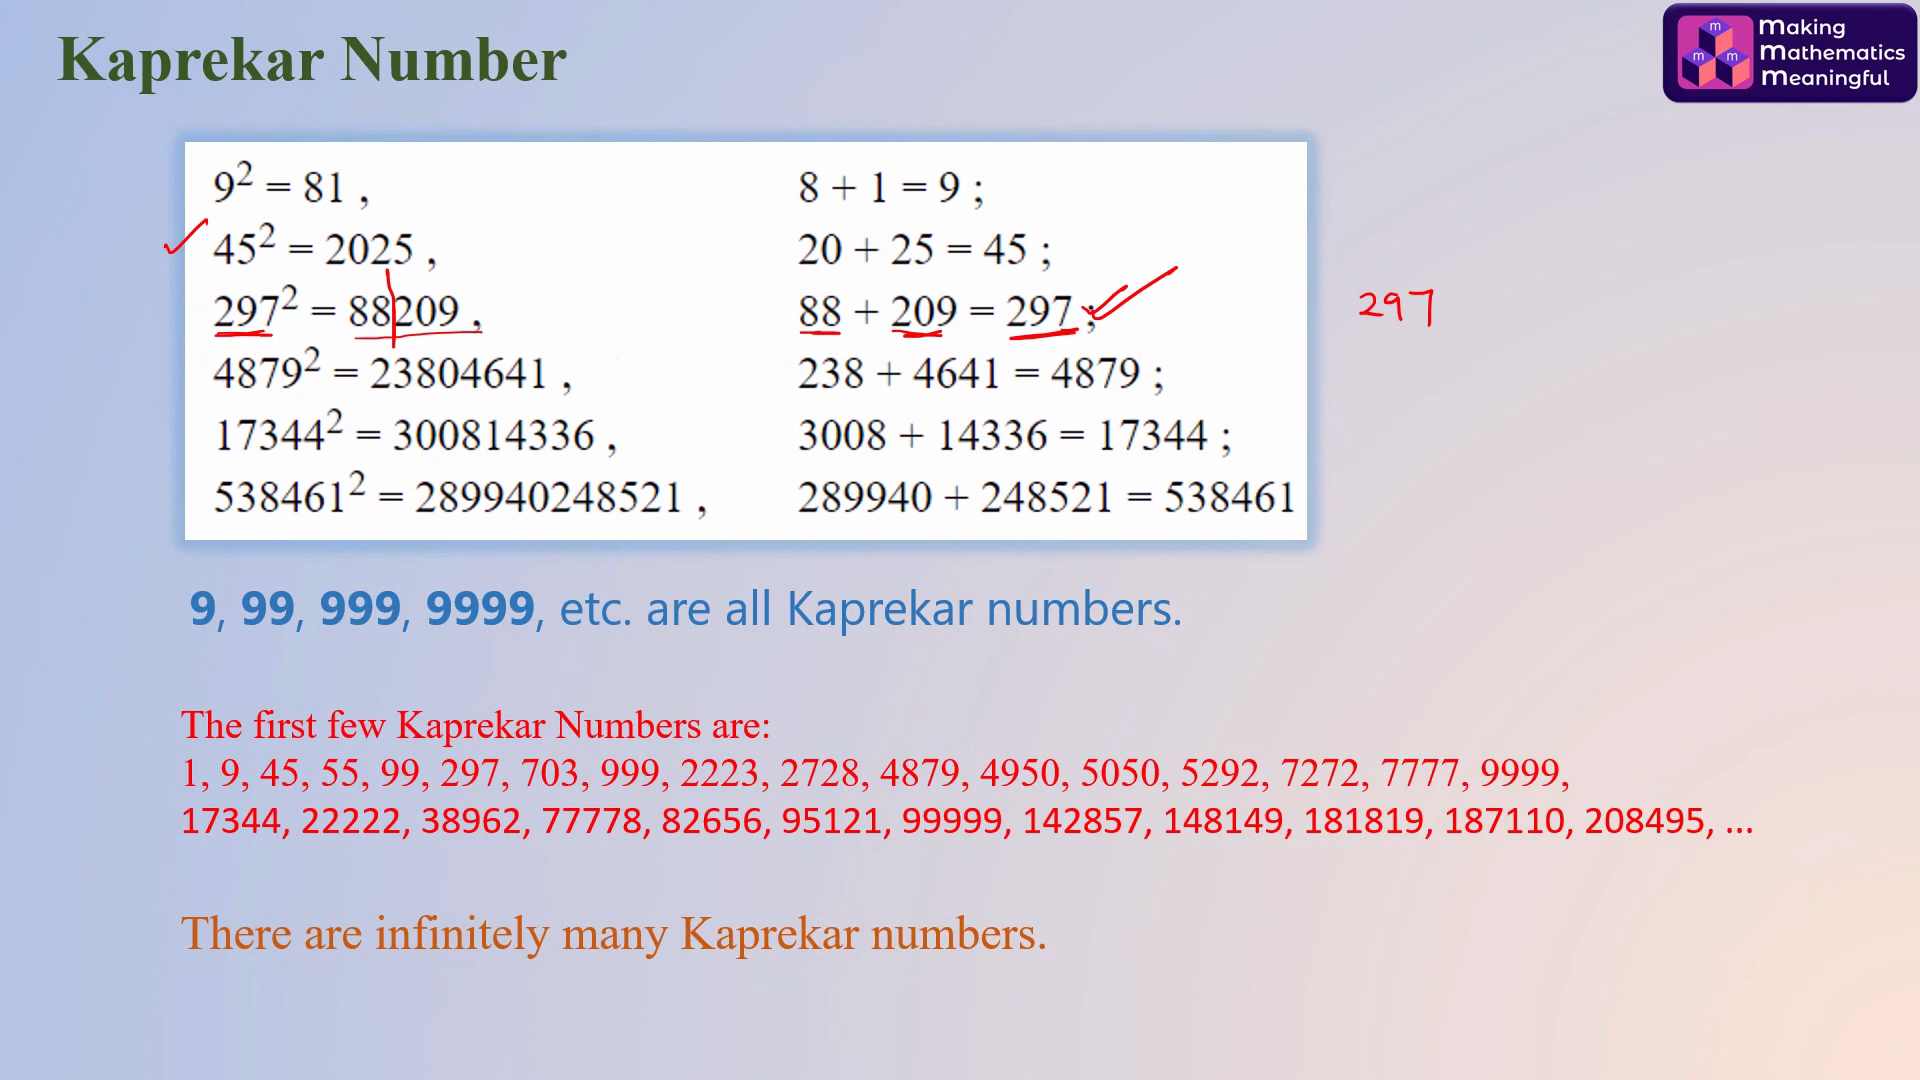 Kaprekar Number
m
m m
making
mathematics
meaningful
9² = 81 , 8 + 1 = 9 ;
45² = 2025 , 20 + 25 = 45 ;
297² = 88209 , 88 + 209 = 297 ; 297
4879² = 23804641 , 238 + 4641 = 4879 ;
17344² = 300814336 , 3008 + 14336 = 17344 ;
538461² = 289940248521 , 289940 + 248521 = 538461
9, 99, 999, 9999, etc. are all Kaprekar numbers.
The first few Kaprekar Numbers are:
1, 9, 45, 55, 99, 297, 703, 999, 2223, 2728, 4879, 4950, 5050, 5292, 7272, 7777, 9999,
17344, 22222, 38962, 77778, 82656, 95121, 99999, 142857, 148149, 181819, 187110, 208495, ...
There are infinitely many Kaprekar numbers.